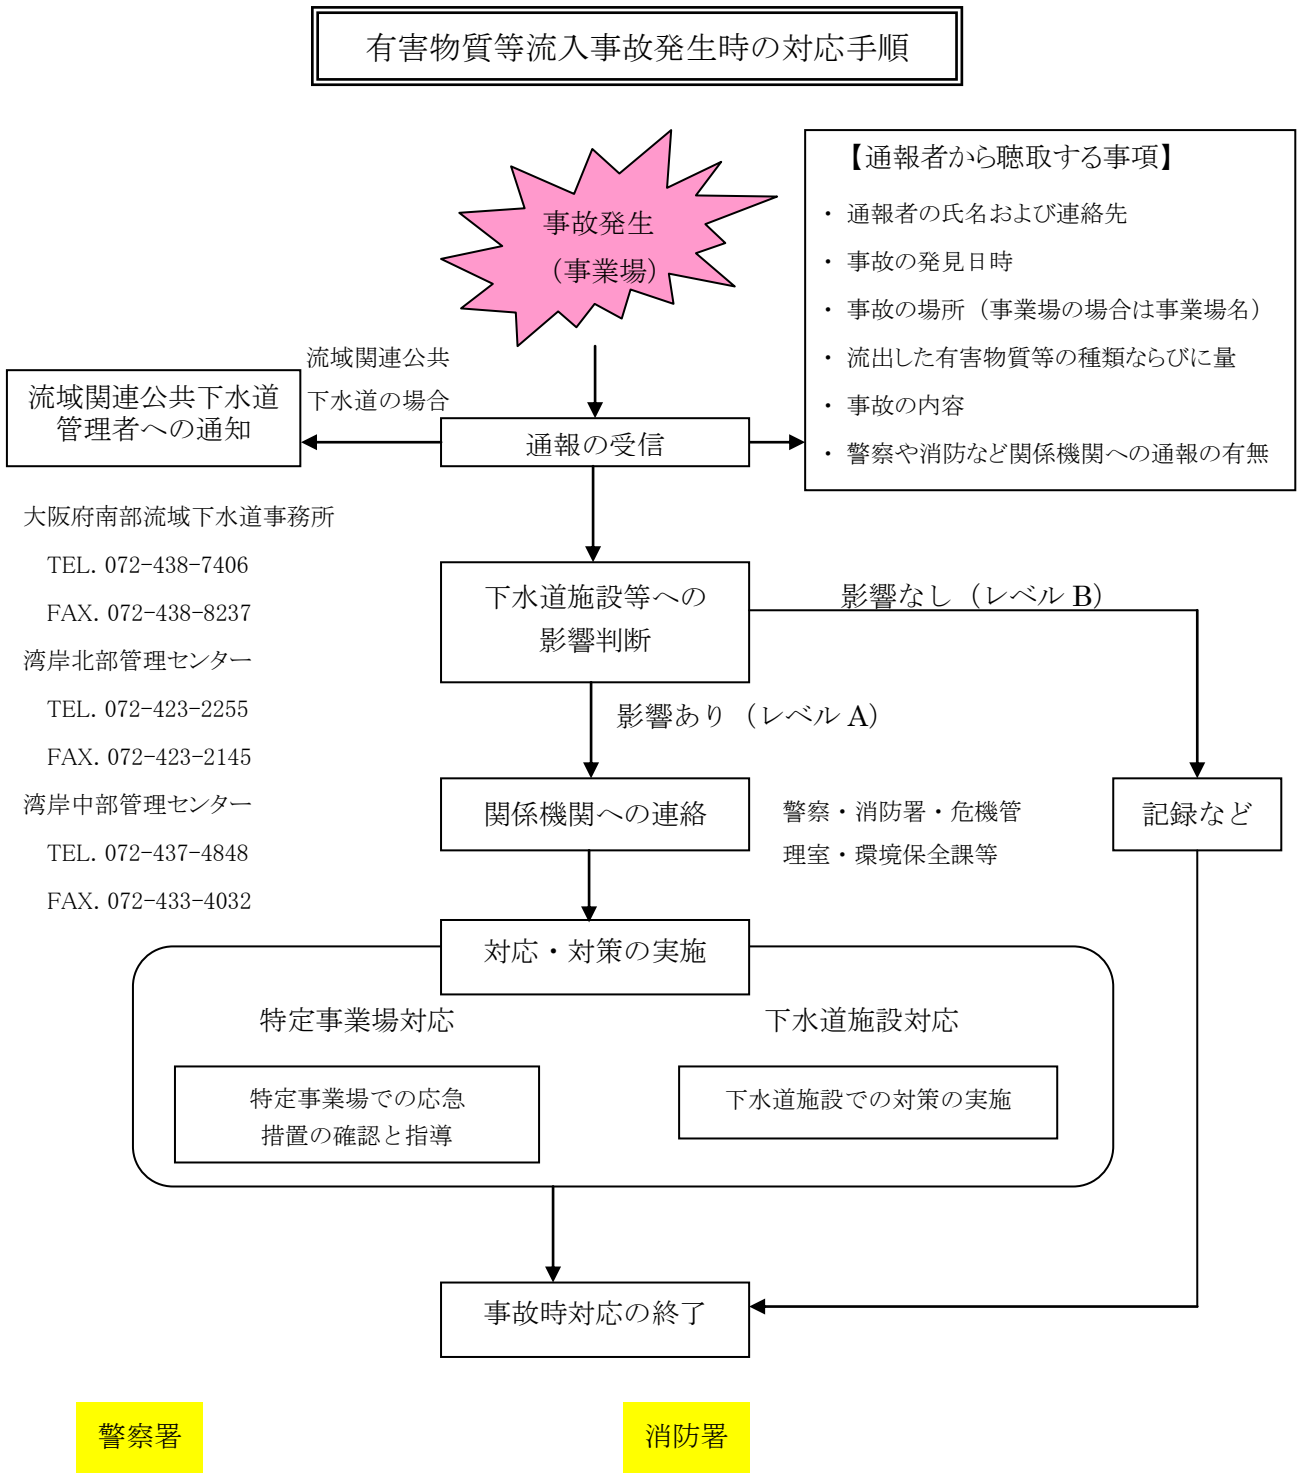 有害物質等流入事故発生時の対応手順
事故発生
（事業場）
【通報者から聴取する事項】
・ 通報者の氏名および連絡先
・ 事故の発見日時
・ 事故の場所（事業場の場合は事業場名）
・ 流出した有害物質等の種類ならびに量
・ 事故の内容
・ 警察や消防など関係機関への通報の有無
流域関連公共
下水道の場合
流域関連公共下水道
管理者への通知
通報の受信
大阪府南部流域下水道事務所
TEL. 072-438-7406
FAX. 072-438-8237
湾岸北部管理センター
TEL. 072-423-2255
FAX. 072-423-2145
湾岸中部管理センター
TEL. 072-437-4848
FAX. 072-433-4032
下水道施設等への
影響判断
影響なし（レベル B）
影響あり（レベル A）
関係機関への連絡
警察・消防署・危機管
理室・環境保全課等
記録など
対応・対策の実施
特定事業場対応
下水道施設対応
特定事業場での応急
措置の確認と指導
下水道施設での対策の実施
事故時対応の終了
警察署
消防署